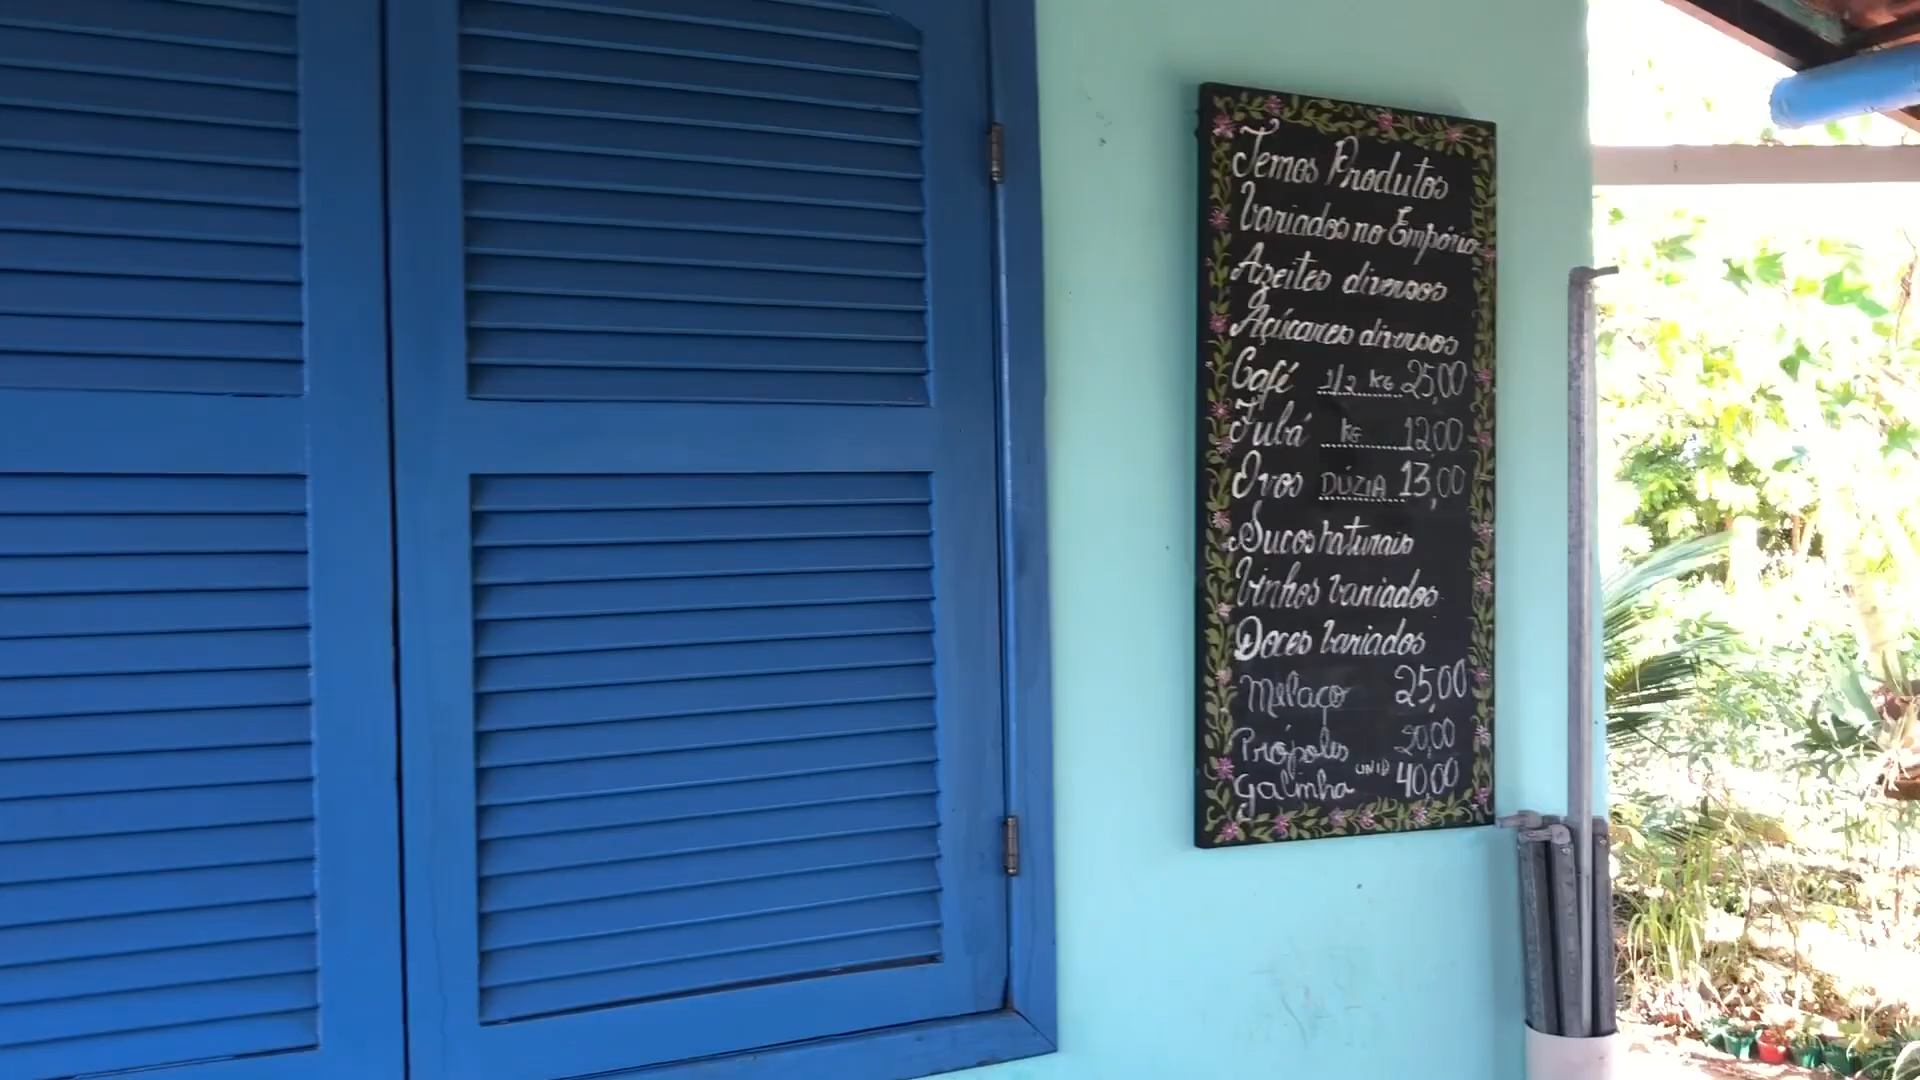 Temos Produtos
Variados no Empório
Azeites diversos
Açúcares diversos
Café 1/2 KG 25,00
Fubá KG 12,00
Ovos DÚZIA 13,00
Sucos naturais
Vinhos variados
Doces variados
Melaço 25,00
Própoles 20,00
galinha UNID 40,00